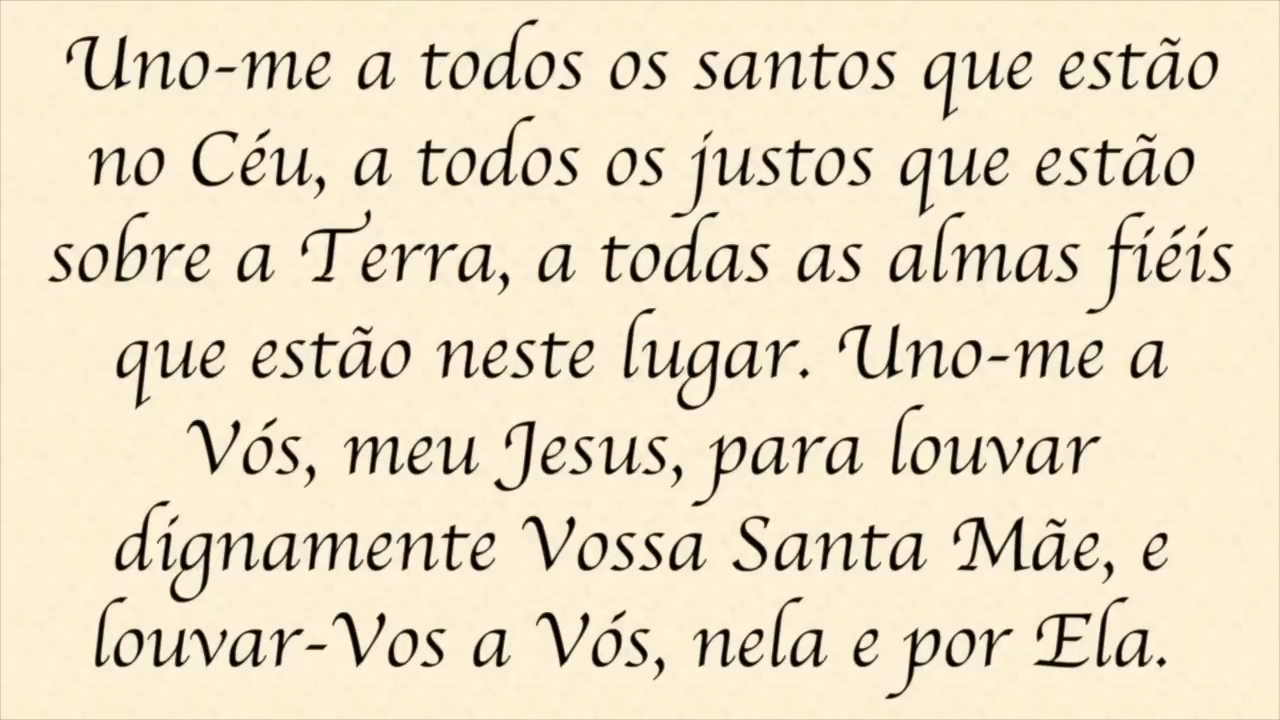 Uno-me a todos os santos que estão
no Céu, a todos os justos que estão
sobre a Terra, a todas as almas fiéis
que estão neste lugar. Uno-me a
Vós, meu Jesus, para louvar
dignamente Vossa Santa Mãe, e
louvar-Vos a Vós, nela e por Ela.